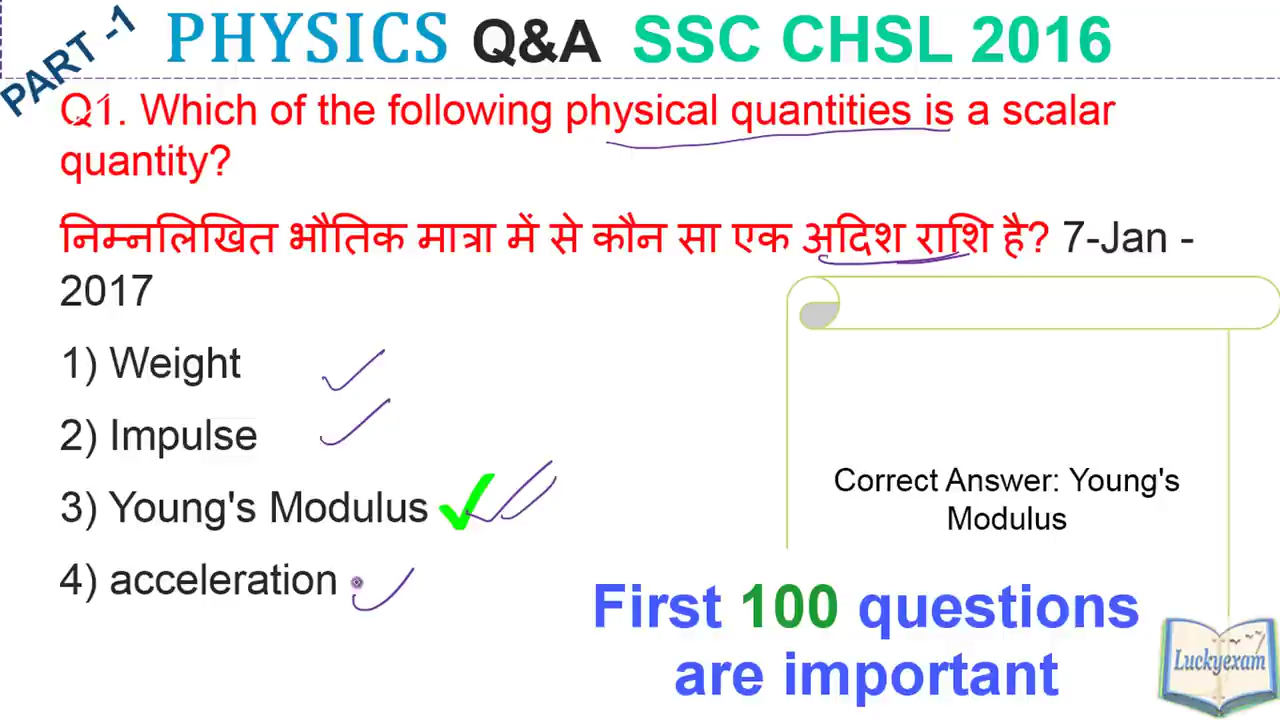 PART -1
PHYSICS Q&A SSC CHSL 2016
Q1. Which of the following physical quantities is a scalar
quantity?
निम्नलिखित भौतिक मात्रा में से कौन सा एक अदिश राशि है? 7-Jan -
2017
1) Weight
2) Impulse
3) Young's Modulus
4) acceleration
Correct Answer: Young's
Modulus
First 100 questions
are important
Luckyexam